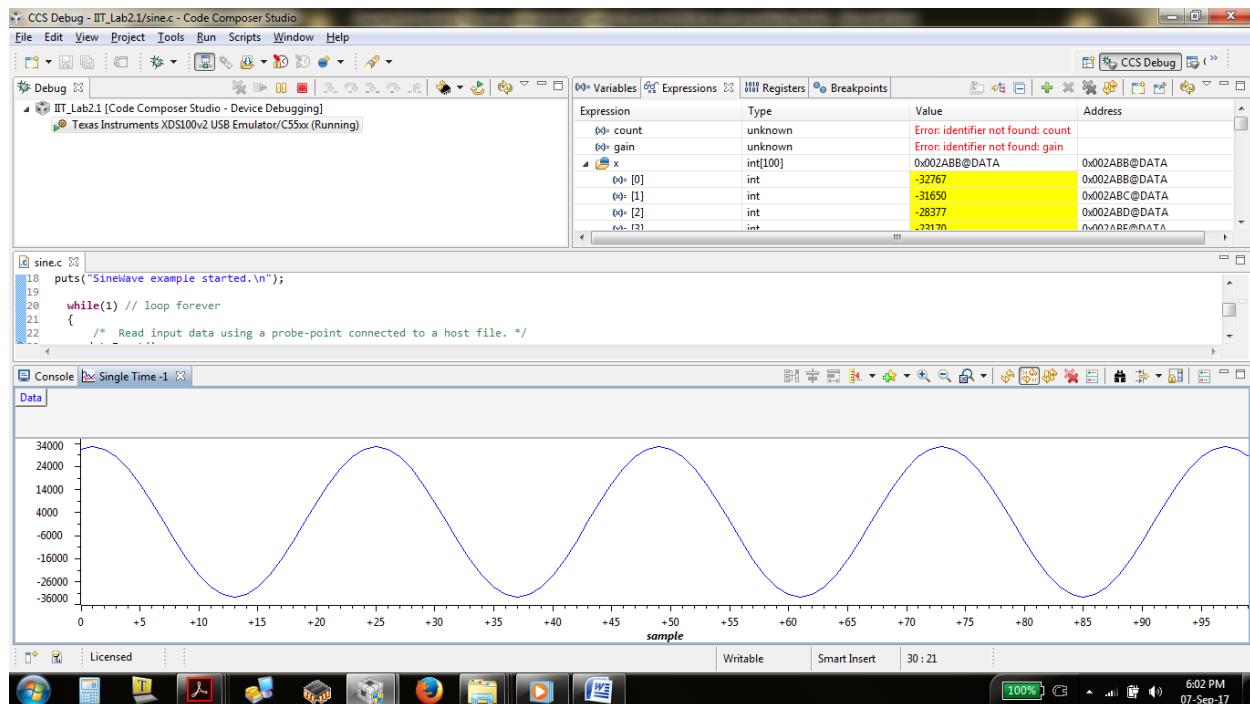 CCS Debug - IIT_Lab2.1/sine.c - Code Composer Studio
File Edit View Project Tools Run Scripts Window Help
CCS Debug
Debug
IIT_Lab2.1 [Code Composer Studio - Device Debugging]
Texas Instruments XDS100v2 USB Emulator/C55xx (Running)
(x)= Variables Expressions Registers Breakpoints
Expression Type Value Address
(x)= count unknown Error: identifier not found: count
(x)= gain unknown Error: identifier not found: gain
x int[100] 0x002ABB@DATA 0x002ABB@DATA
(x)= [0] int -32767 0x002ABB@DATA
(x)= [1] int -31650 0x002ABC@DATA
(x)= [2] int -28377 0x002ABD@DATA
(x)= [3] int -23170 0x002ABE@DATA
sine.c
18 puts("SineWave example started.\n");
19
20 while(1) // loop forever
21 {
22 /* Read input data using a probe-point connected to a host file. */
Console Single Time -1
Data
34000
24000
14000
4000
-6000
-16000
-26000
-36000
0 +5 +10 +15 +20 +25 +30 +35 +40 +45 +50 +55 +60 +65 +70 +75 +80 +85 +90 +95
sample
Licensed Writable Smart Insert 30 : 21
100% 6:02 PM
07-Sep-17